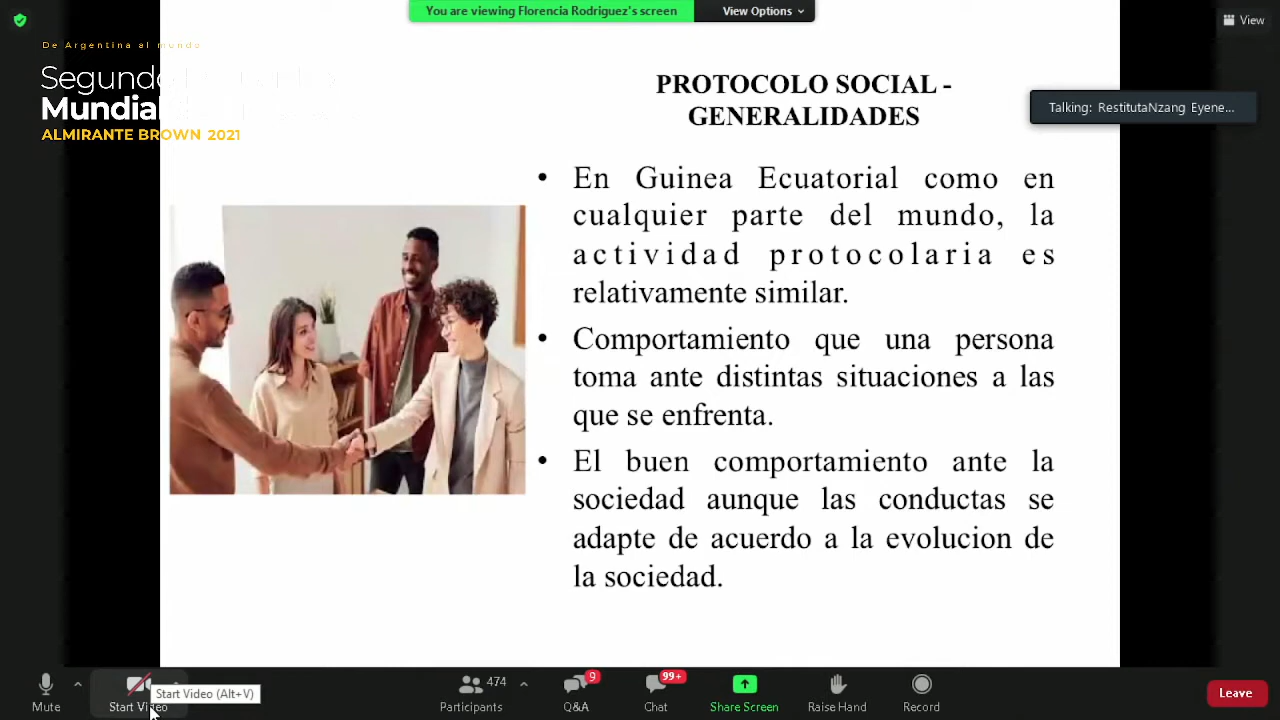 You are viewing Florencia Rodriguez's screen
View Options
View
De Argentina al mundo
Segundo
Mundial
ALMIRANTE BROWN 2021
PROTOCOLO SOCIAL -
GENERALIDADES
Talking: RestitutaNzang Eyene...
• En Guinea Ecuatorial como en
cualquier parte del mundo, la
actividad protocolaria es
relativamente similar.
• Comportamiento que una persona
toma ante distintas situaciones a las
que se enfrenta.
• El buen comportamiento ante la
sociedad aunque las conductas se
adapte de acuerdo a la evolucion de
la sociedad.
Start Video (Alt+V)
474
9
99+
Mute
Start Video
Participants
Q&A
Chat
Share Screen
Raise Hand
Record
Leave